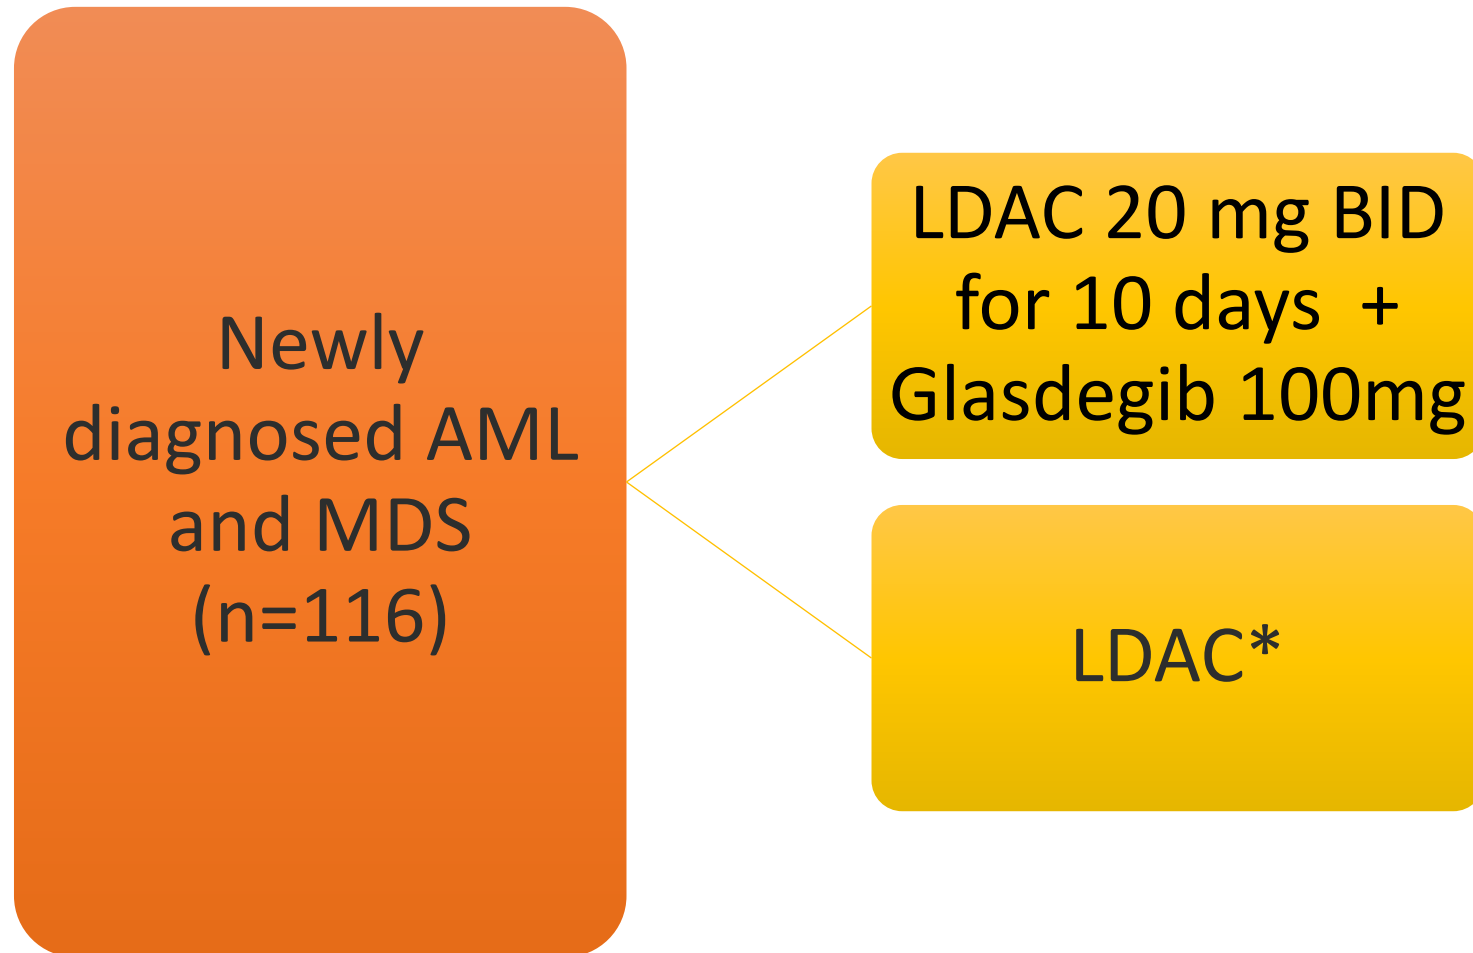 Newly
diagnosed AML
and MDS
(n=116)
LDAC 20 mg BID
for 10 days  +
Glasdegib 100mg
LDAC*